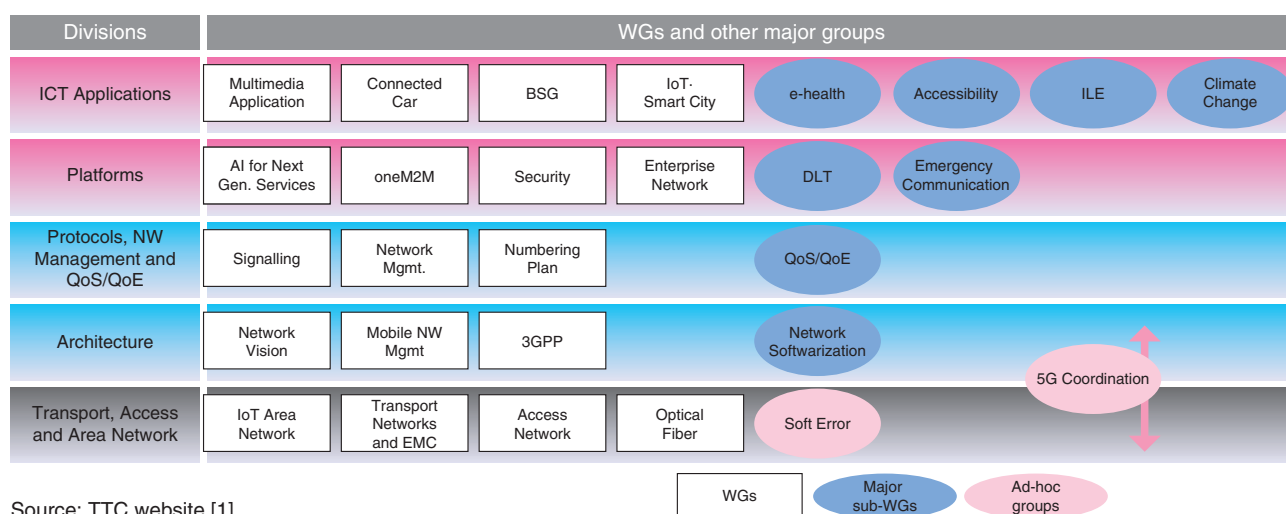 Divisions
WGs and other major groups
ICT Applications
Multimedia
Application
Connected
Car
BSG
IoT·
Smart City
e-health
Accessibility
ILE
Climate
Change
Platforms
AI for Next
Gen. Services
oneM2M
Security
Enterprise
Network
DLT
Emergency
Communication
Protocols, NW
Management and
QoS/QoE
Signalling
Network
Mgmt.
Numbering
Plan
QoS/QoE
Architecture
Network
Vision
Mobile NW
Mgmt
3GPP
Network
Softwarization
5G Coordination
Transport, Access
and Area Network
IoT Area
Network
Transport
Networks
and EMC
Access
Network
Optical
Fiber
Soft Error
Source: TTC website [1]
WGs
Major
sub-WGs
Ad-hoc
groups